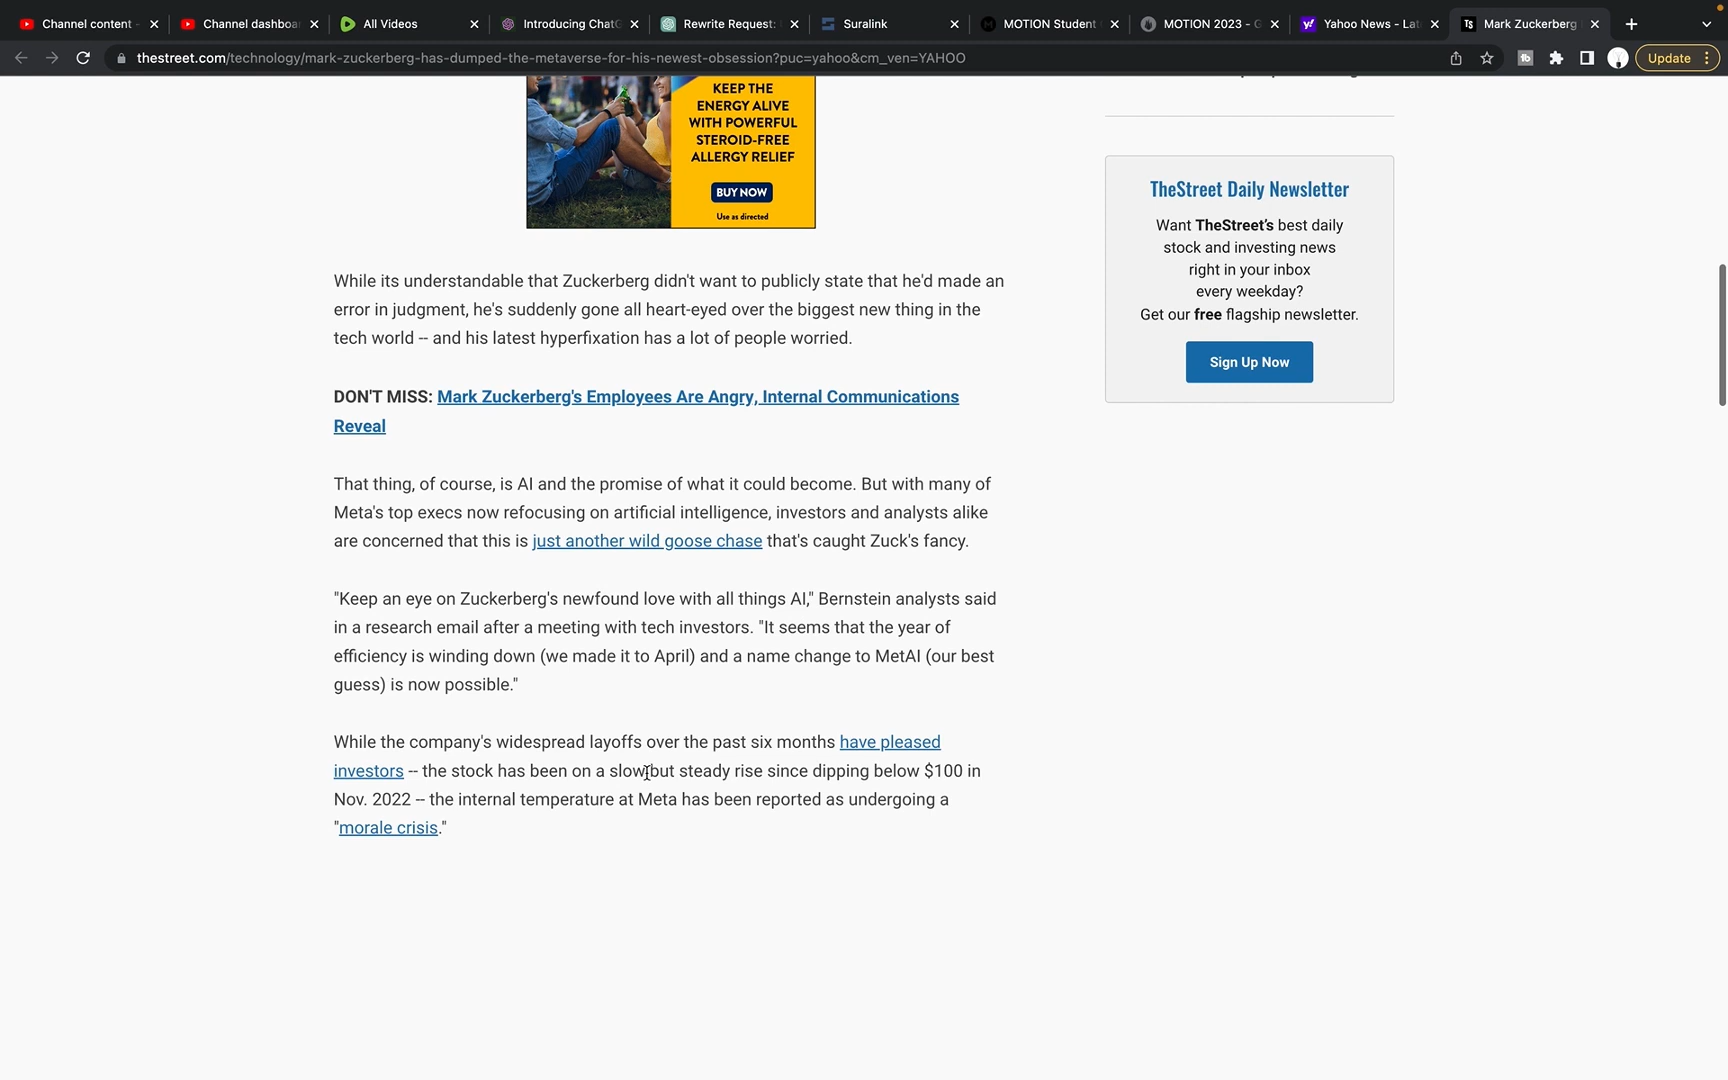 Channel content -
Channel dashboa
All Videos
Introducing ChatG
Rewrite Request:
Suralink
MOTION Student
MOTION 2023 - G
Yahoo News - Lat
Mark Zuckerberg
thestreet.com/technology/mark-zuckerberg-has-dumped-the-metaverse-for-his-newest-obsession?puc=yahoo&cm_ven=YAHOO
Update
KEEP THE
ENERGY ALIVE
WITH POWERFUL
STEROID-FREE
ALLERGY RELIEF
BUY NOW
Use as directed
While its understandable that Zuckerberg didn't want to publicly state that he'd made an
error in judgment, he's suddenly gone all heart-eyed over the biggest new thing in the
tech world -- and his latest hyperfixation has a lot of people worried.
DON'T MISS: Mark Zuckerberg's Employees Are Angry, Internal Communications
Reveal
That thing, of course, is AI and the promise of what it could become. But with many of
Meta's top execs now refocusing on artificial intelligence, investors and analysts alike
are concerned that this is just another wild goose chase that's caught Zuck's fancy.
"Keep an eye on Zuckerberg's newfound love with all things AI," Bernstein analysts said
in a research email after a meeting with tech investors. "It seems that the year of
efficiency is winding down (we made it to April) and a name change to MetAI (our best
guess) is now possible."
While the company's widespread layoffs over the past six months have pleased
investors -- the stock has been on a slow but steady rise since dipping below $100 in
Nov. 2022 -- the internal temperature at Meta has been reported as undergoing a
"morale crisis."
TheStreet Daily Newsletter
Want TheStreet's best daily
stock and investing news
right in your inbox
every weekday?
Get our free flagship newsletter.
Sign Up Now